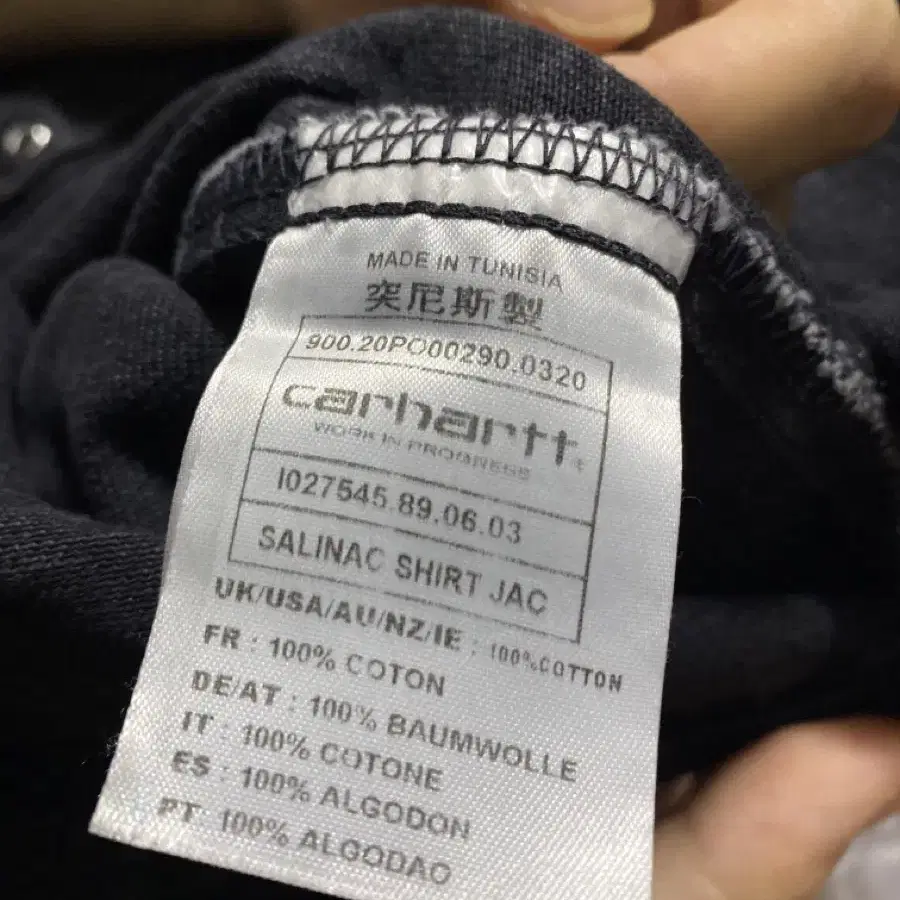 MADE IN TUNISIA
突尼斯製
900.20PO00290.0320
carhartt
WORK IN PROGRESS
I027545.89.06.03
SALINAC SHIRT JAC
UK/USA/AU/NZ/IE : 100%COTTON
FR : 100% COTON
DE/AT : 100% BAUMWOLLE
IT : 100% COTONE
ES : 100% ALGODON
PT: 100% ALGODAO